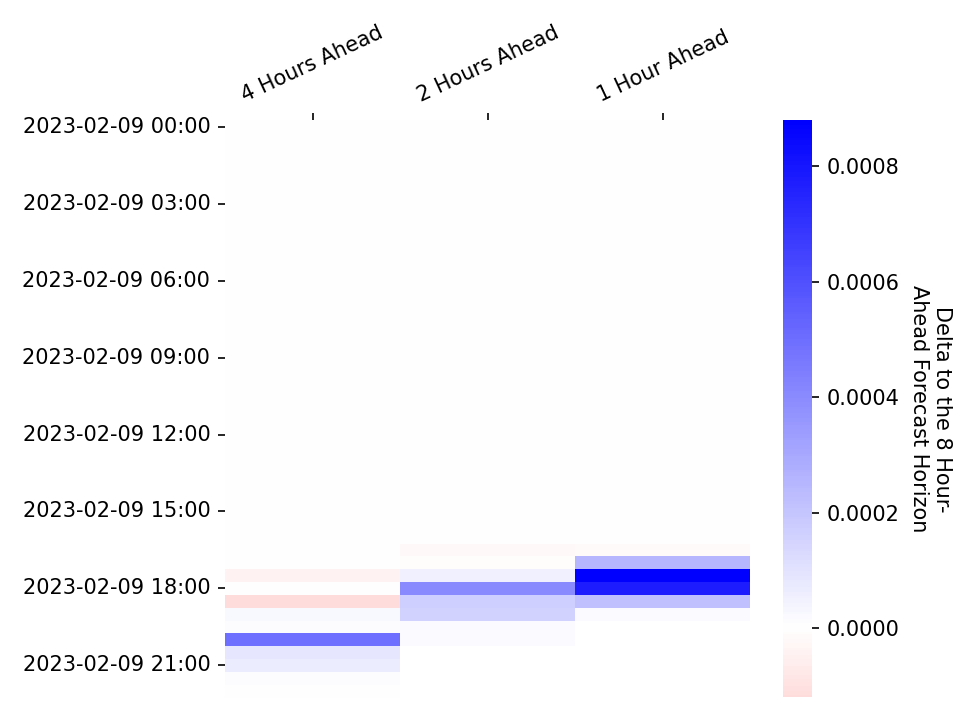 4 Hours Ahead
2 Hours Ahead
1 Hour Ahead
2023-02-09 00:00
2023-02-09 03:00
2023-02-09 06:00
2023-02-09 09:00
2023-02-09 12:00
2023-02-09 15:00
2023-02-09 18:00
2023-02-09 21:00
0.0008
0.0006
0.0004
0.0002
0.0000
Delta to the 8 Hour-
Ahead Forecast Horizon